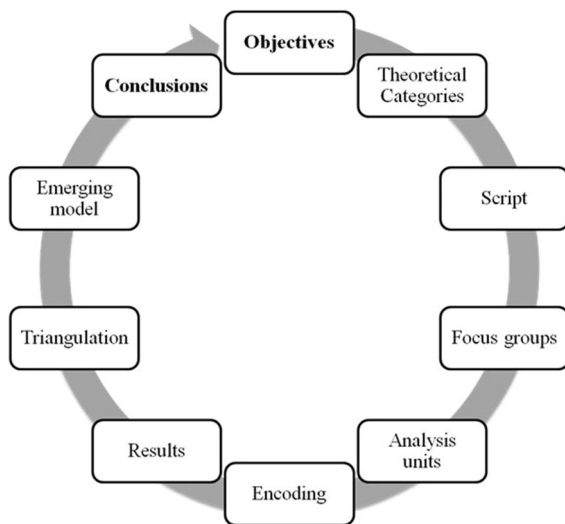 Objectives
Theoretical
Categories
Script
Focus groups
Analysis
units
Encoding
Results
Triangulation
Emerging
model
Conclusions